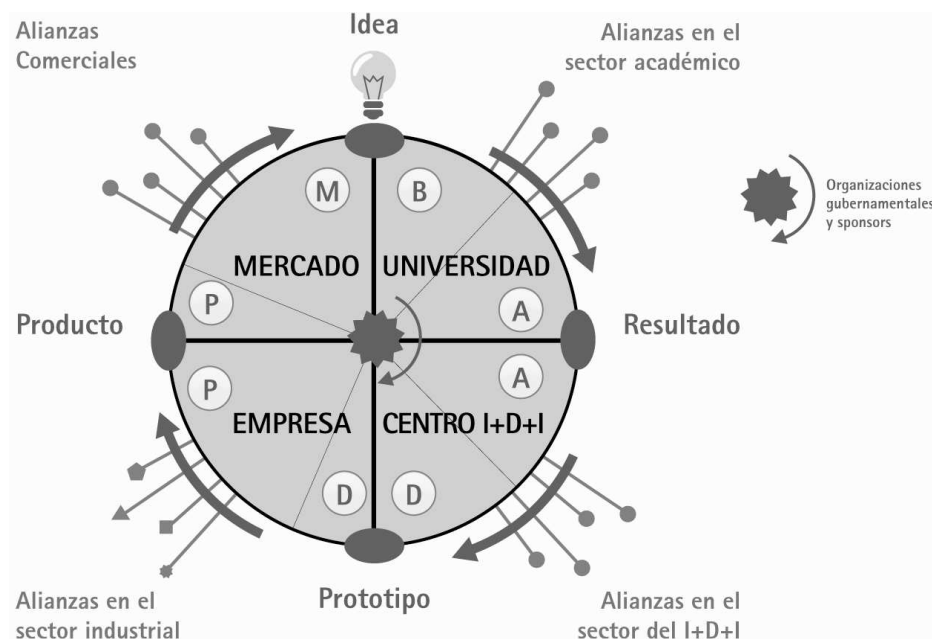 Alianzas
Comerciales
Idea
Alianzas en el
sector académico
M
B
Organizaciones
gubernamentales
y sponsors
MERCADO
UNIVERSIDAD
P
A
Producto
Resultado
P
A
EMPRESA
CENTRO I+D+I
D
D
Alianzas en el
sector industrial
Prototipo
Alianzas en el
sector del I+D+I